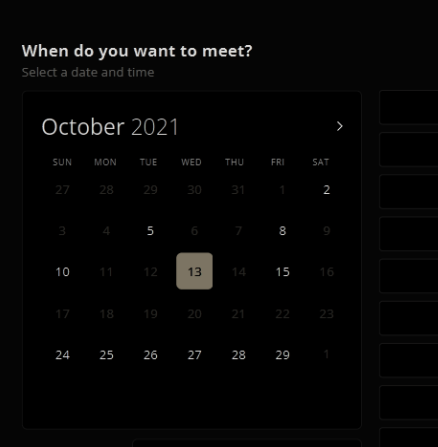 When do you want to meet?
Select a date and time
October 2021 >
SUN MON TUE WED THU FRI SAT
27 28 29 30 31 1 2
3 4 5 6 7 8 9
10 11 12 13 14 15 16
17 18 19 20 21 22 23
24 25 26 27 28 29 1